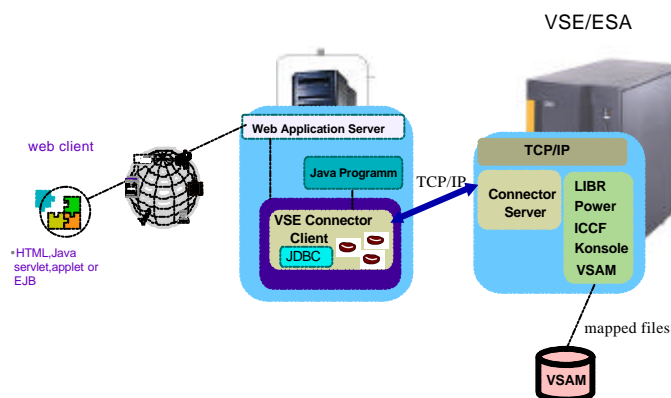 VSE/ESA
Web Application Server
web client
Java Programm
TCP/IP
TCP/IP
Connector
Server
LIBR
Power
ICCF
Konsole
VSAM
VSE Connector
Client
JDBC
•HTML,Java
servlet,applet or
EJB
mapped files
VSAM